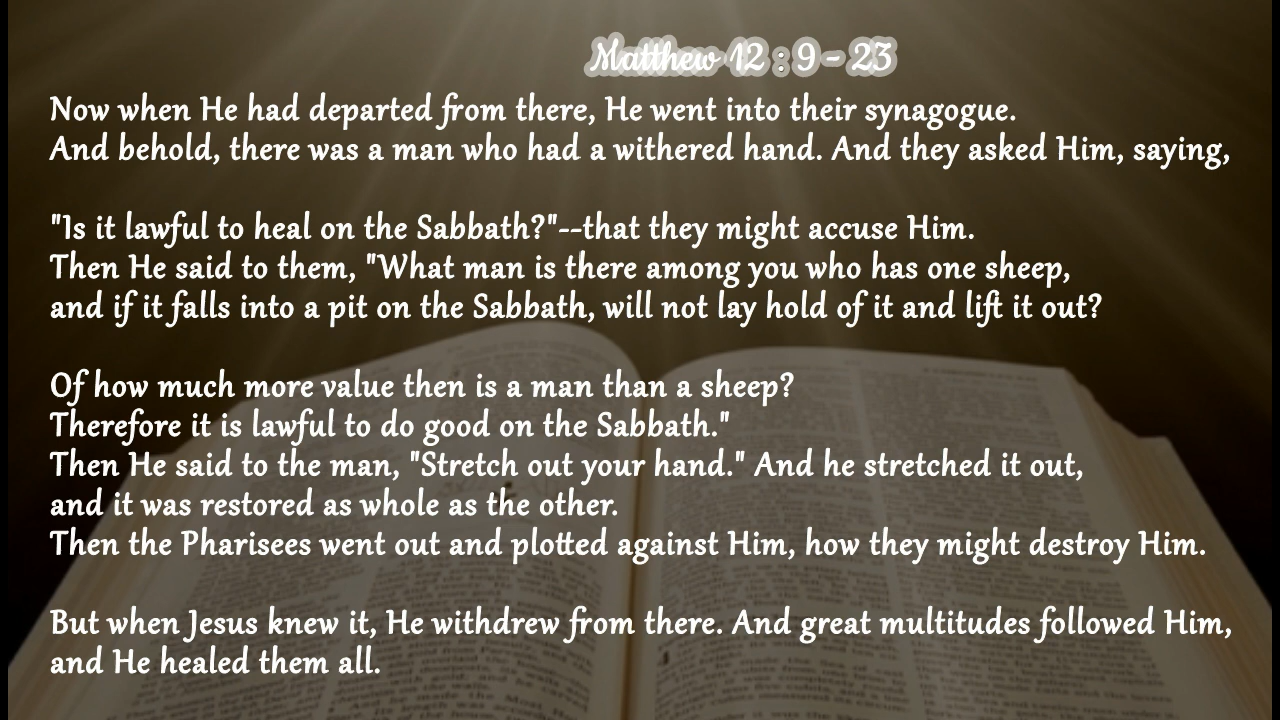 Matthew 12 : 9 - 23
Now when He had departed from there, He went into their synagogue.
And behold, there was a man who had a withered hand. And they asked Him, saying,
"Is it lawful to heal on the Sabbath?"--that they might accuse Him.
Then He said to them, "What man is there among you who has one sheep,
and if it falls into a pit on the Sabbath, will not lay hold of it and lift it out?
Of how much more value then is a man than a sheep?
Therefore it is lawful to do good on the Sabbath."
Then He said to the man, "Stretch out your hand." And he stretched it out,
and it was restored as whole as the other.
Then the Pharisees went out and plotted against Him, how they might destroy Him.
But when Jesus knew it, He withdrew from there. And great multitudes followed Him,
and He healed them all.